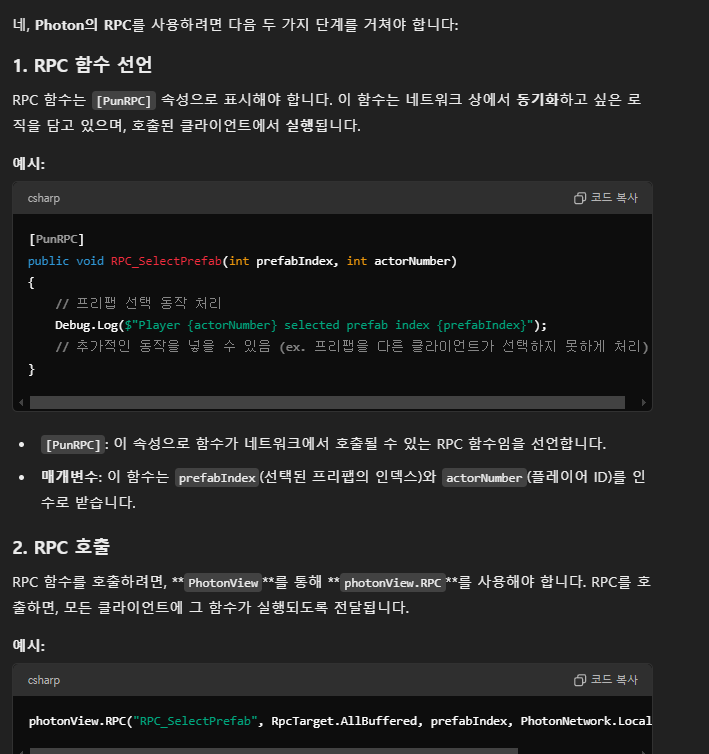 네, Photon의 RPC를 사용하려면 다음 두 가지 단계를 거쳐야 합니다:
1. RPC 함수 선언
RPC 함수는 [PunRPC] 속성으로 표시해야 합니다. 이 함수는 네트워크 상에서 동기화하고 싶은 로
직을 담고 있으며, 호출된 클라이언트에서 실행됩니다.
예시:
csharp
코드 복사
[PunRPC]
public void RPC_SelectPrefab(int prefabIndex, int actorNumber)
{
// 프리팹 선택 동작 처리
Debug.Log($"Player {actorNumber} selected prefab index {prefabIndex}");
// 추가적인 동작을 넣을 수 있음 (ex. 프리팹을 다른 클라이언트가 선택하지 못하게 처리)
}
• [PunRPC]: 이 속성으로 함수가 네트워크에서 호출될 수 있는 RPC 함수임을 선언합니다.
• 매개변수: 이 함수는 prefabIndex(선택된 프리팹의 인덱스)와 actorNumber(플레이어 ID)를 인
수로 받습니다.
2. RPC 호출
RPC 함수를 호출하려면, **PhotonView**를 통해 **photonView.RPC**를 사용해야 합니다. RPC를 호
출하면, 모든 클라이언트에 그 함수가 실행되도록 전달됩니다.
예시:
csharp
코드 복사
photonView.RPC("RPC_SelectPrefab", RpcTarget.AllBuffered, prefabIndex, PhotonNetwork.Local